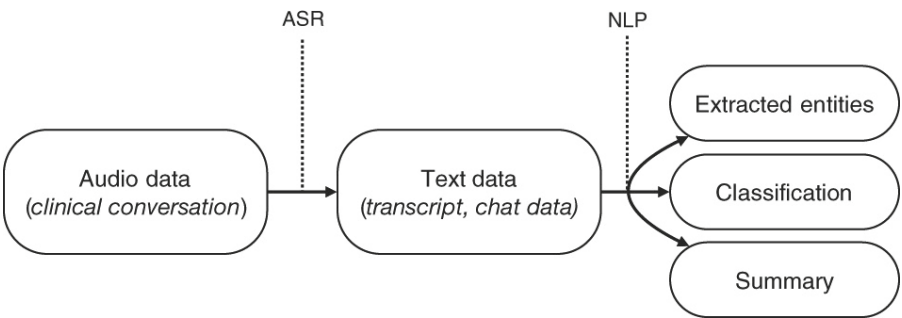 ASR
NLP
Audio data
(clinical conversation)
Text data
(transcript, chat data)
Extracted entities
Classification
Summary